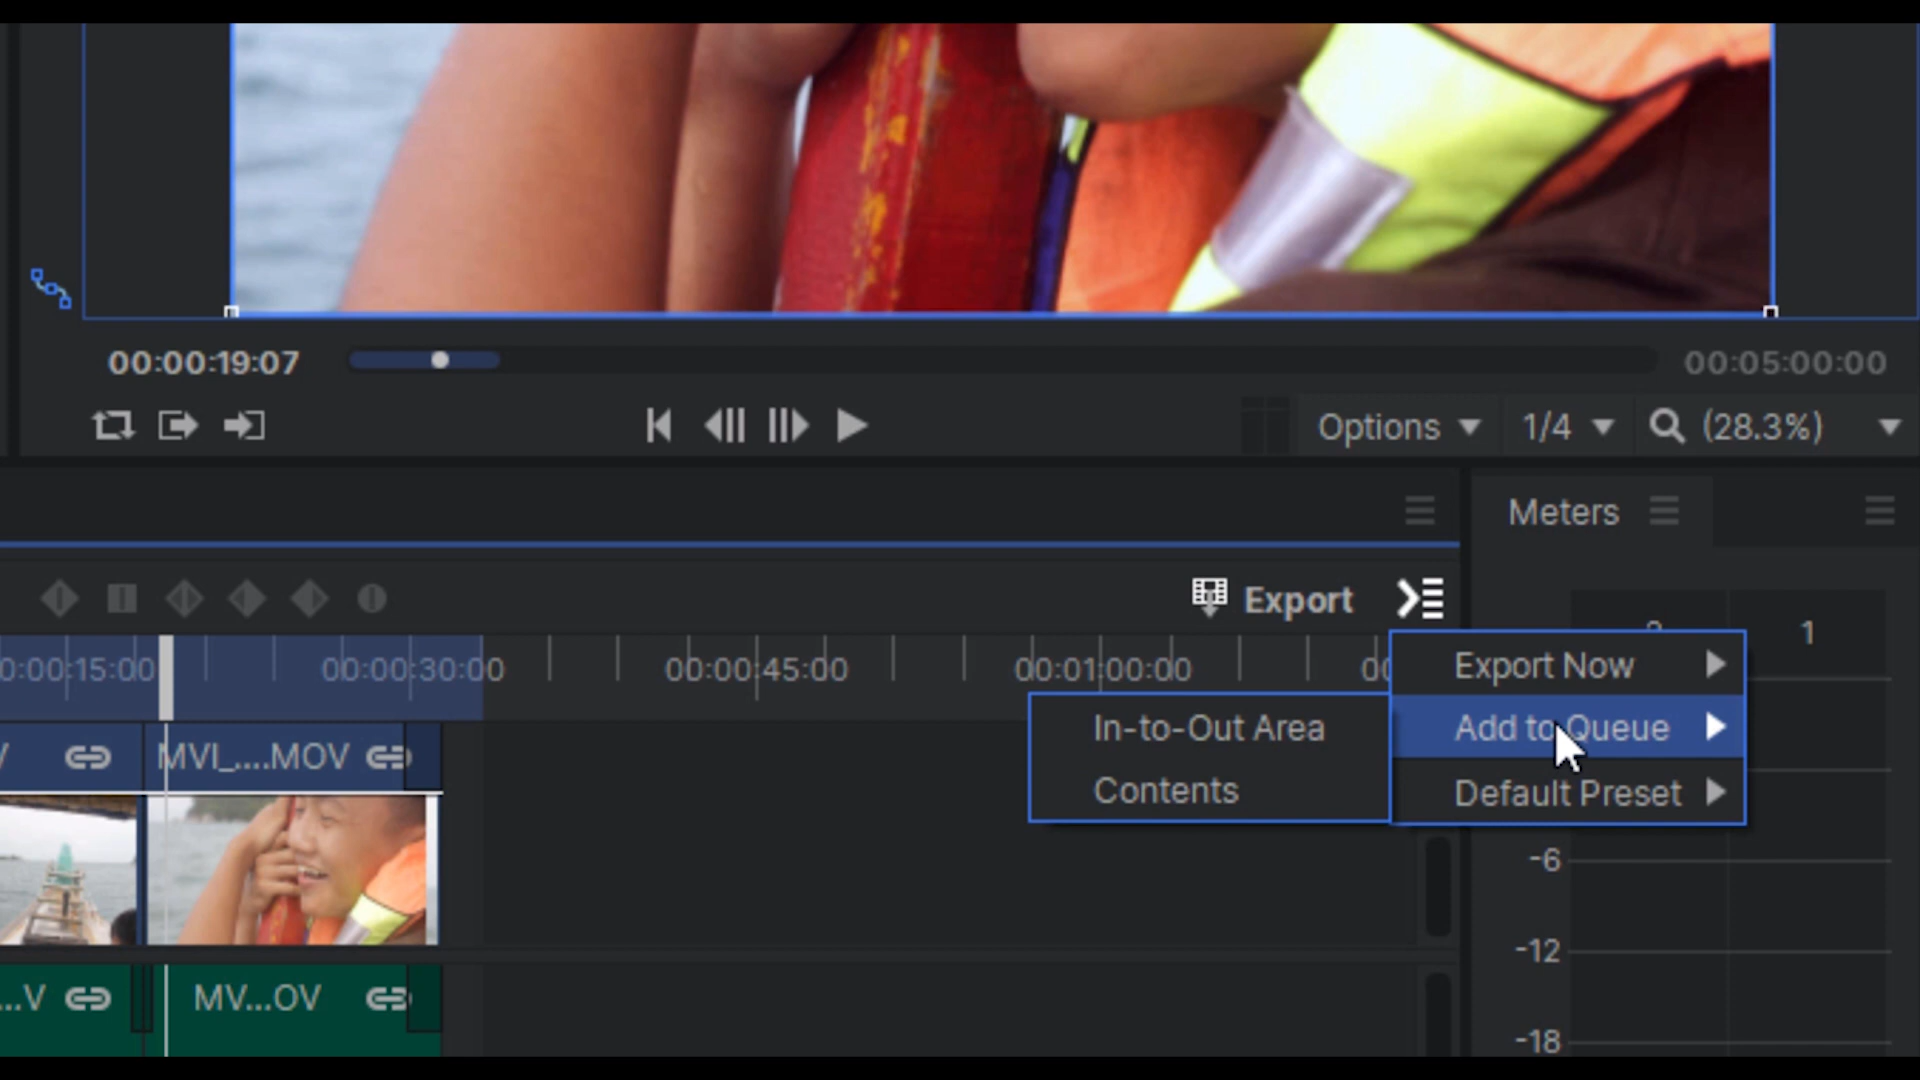 00:00:19:07
00:05:00:00
Options
1/4
(28.3%)
Meters
Export
1
Export Now
0:00:15:00
00:00:30:00
00:00:45:00
00:01:00:00
00
In-to-Out Area
Add to Queue
V
MVI_....MOV
Contents
Default Preset
-6
-12
...V
MV...OV
-18